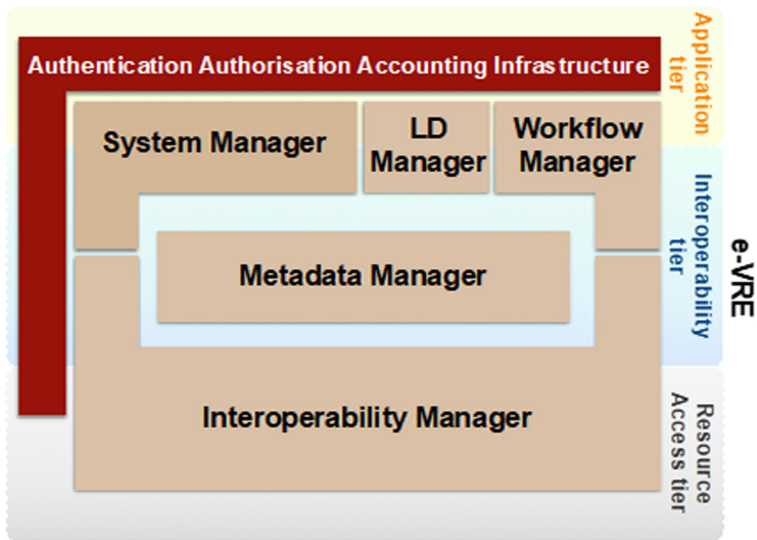 Authentication Authorisation Accounting Infrastructure
System Manager
LD
Manager
Workflow
Manager
Metadata Manager
Interoperability Manager
Application
tier
Interoperability
tier
Resource
Access tier
e-VRE